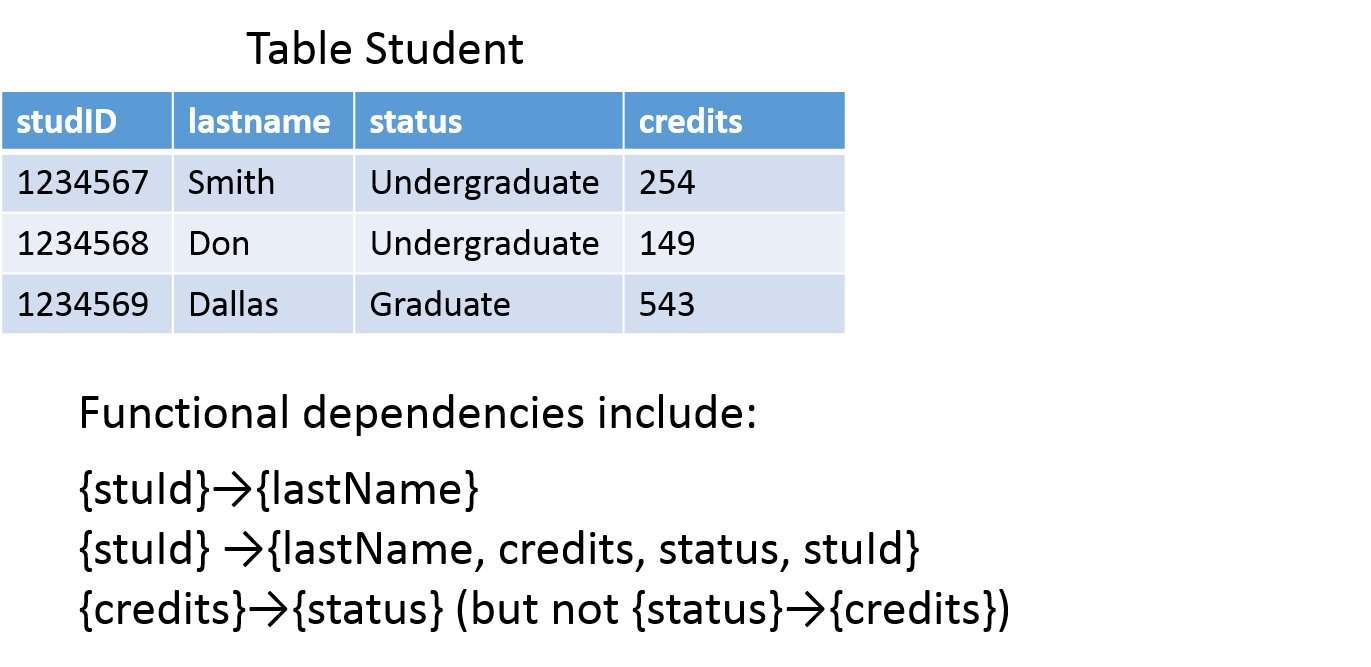 Table Student
studID lastname status credits
1234567 Smith Undergraduate 254
1234568 Don Undergraduate 149
1234569 Dallas Graduate 543
Functional dependencies include:
{stuId}→{lastName}
{stuId} →{lastName, credits, status, stuId}
{credits}→{status} (but not {status}→{credits})